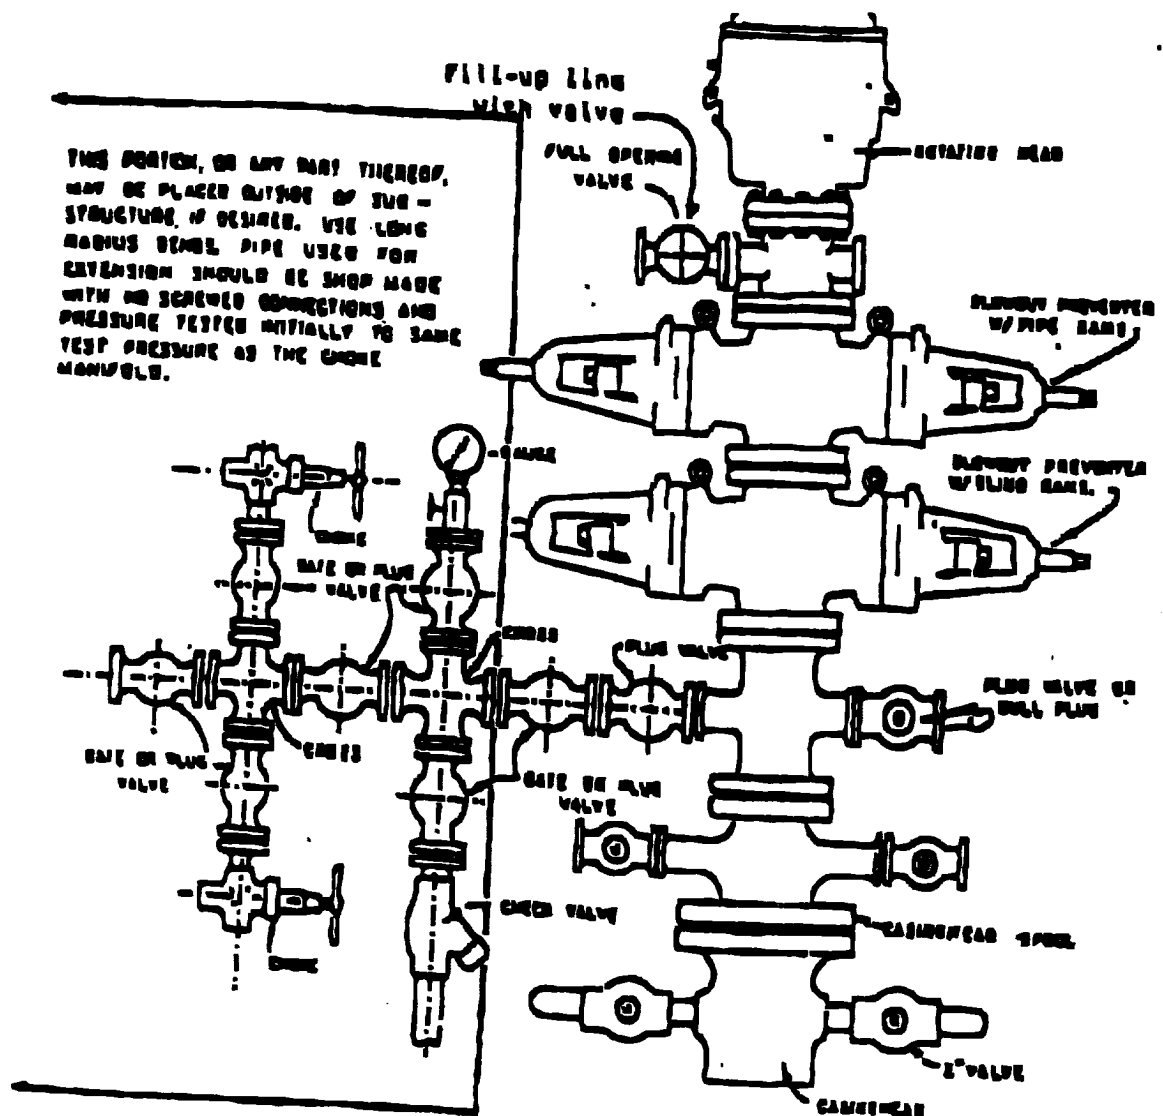 Fill-up line
with valve
FULL OPENING
VALVE
ROTATING HEAD
THIS PORTION, OR ANY PART THEREOF,
MAY BE PLACED OUTSIDE OF SUB-
STRUCTURE, IF DESIRED. USE LONG
RADIUS BENDS. PIPE USED FOR
EXTENSION SHOULD BE SHOP MADE
WITH NO SCREWED CONNECTIONS AND
PRESSURE TESTED INITIALLY TO SAME
TEST PRESSURE AS THE CHOKE
MANIFOLD.
BLOWOUT PREVENTER
W/PIPE RAMS.
GAUGE
BLOWOUT PREVENTER
W/BLIND RAMS.
CHOKE
GATE OR PLUG
VALVE
CROSS
PLUG VALVE
PLUG VALVE OR
BULL PLUG
GATE OR PLUG
VALVE
CROSS
GATE OR PLUG
VALVE
CHECK VALVE
CASINGHEAD SPOOL
CHOKE
2" VALVE
CASINGHEAD